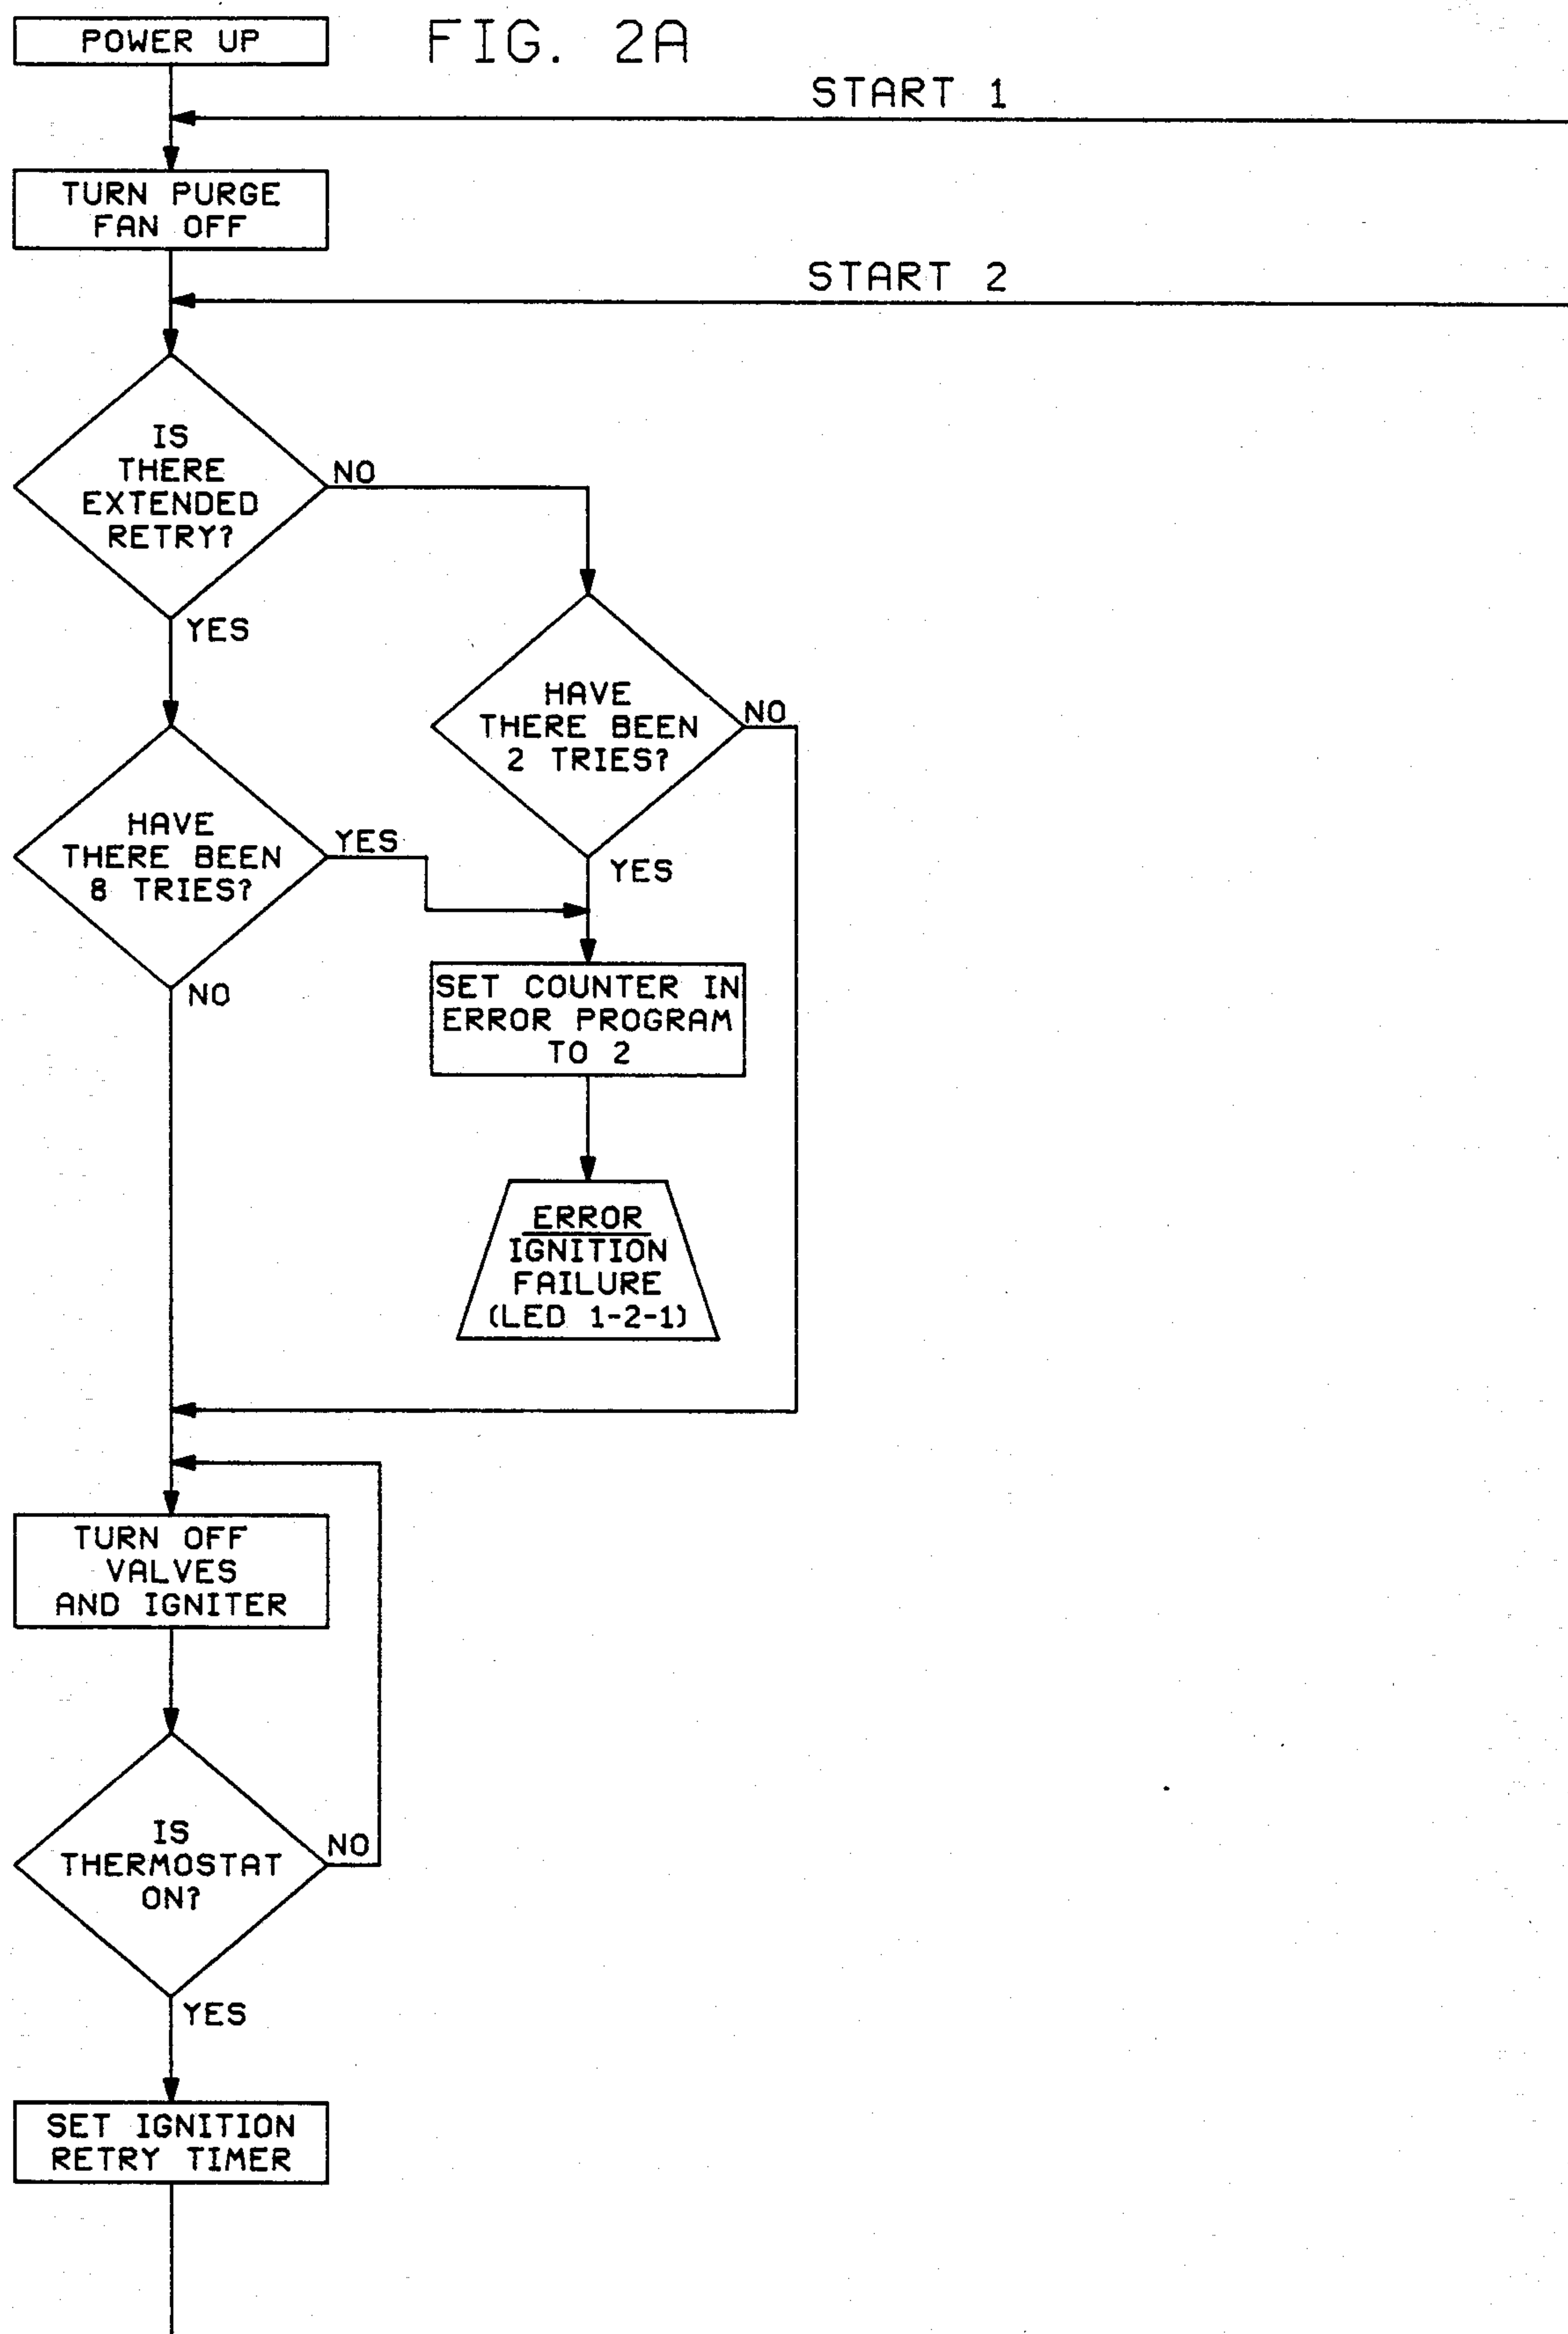 POWER UP
FIG. 2A
START 1
TURN PURGE
FAN OFF
START 2
IS
THERE
EXTENDED
RETRY?
NO
YES
HAVE
THERE BEEN
2 TRIES?
NO
YES
HAVE
THERE BEEN
8 TRIES?
YES
NO
SET COUNTER IN
ERROR PROGRAM
TO 2
ERROR
IGNITION
FAILURE
(LED 1-2-1)
TURN OFF
VALVES
AND IGNITER
IS
THERMOSTAT
ON?
NO
YES
SET IGNITION
RETRY TIMER